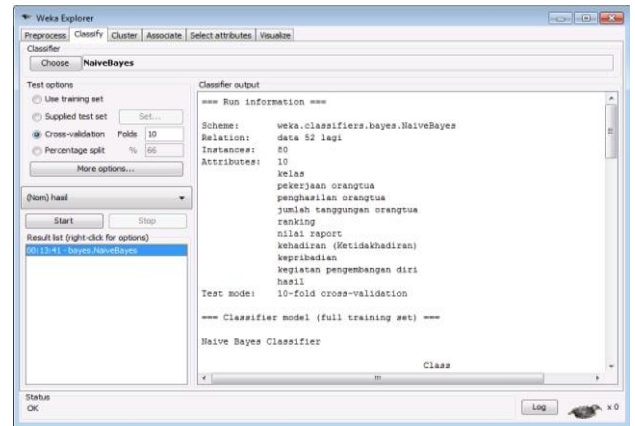 Weka Explorer
Preprocess Classify Cluster Associate Select attributes Visualize
Classifier
Choose NaiveBayes
Test options
Use training set
Supplied test set Set...
Cross-validation Folds 10
Percentage split % 66
More options...
(Nom) hasil
Start Stop
Result list (right-click for options)
00:13:41 - bayes.NaiveBayes
Classifier output
=== Run information ===
Scheme: weka.classifiers.bayes.NaiveBayes
Relation: data 52 lagi
Instances: 80
Attributes: 10
kelas
pekerjaan orangtua
penghasilan orangtua
jumlah tanggungan orangtua
ranking
nilai raport
kehadiran (Ketidakhadiran)
kepribadian
kegiatan pengembangan diri
hasil
Test mode: 10-fold cross-validation
=== Classifier model (full training set) ===
Naive Bayes Classifier
Class
Status
OK
Log x 0